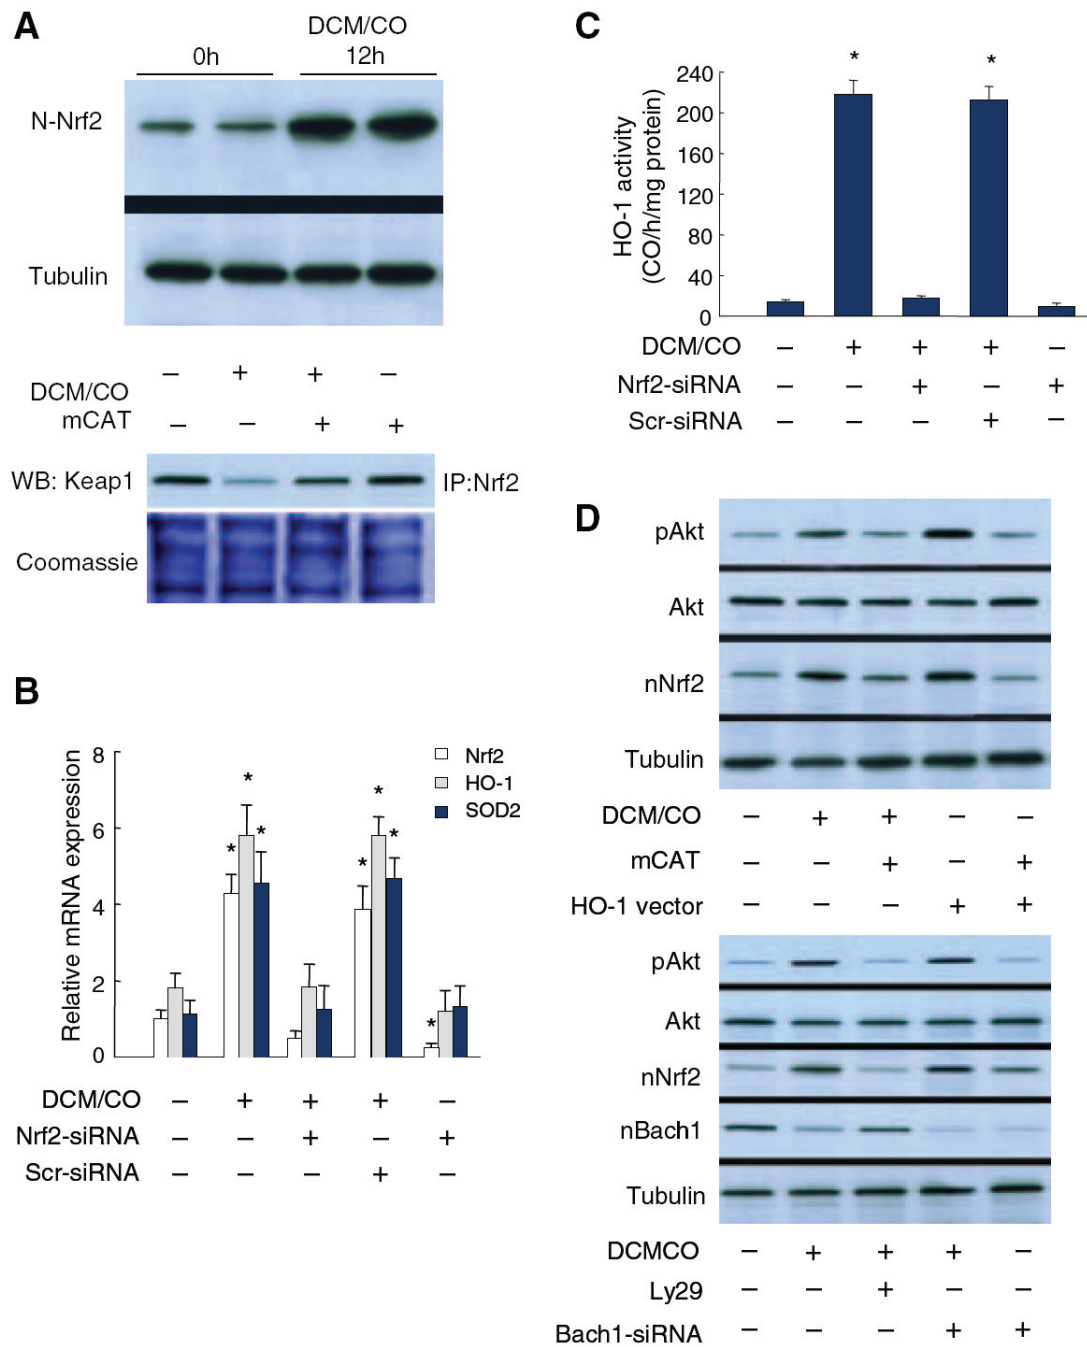 A
DCM/CO
0h 12h
N-Nrf2
Tubulin
DCM/CO – + + –
mCAT – – + +
WB: Keap1 IP:Nrf2
Coomassie
B
Relative mRNA expression
8
6
4
2
0
Nrf2
HO-1
SOD2
* * *
* * *
*
DCM/CO – + + + –
Nrf2-siRNA – – + – +
Scr-siRNA – – – + –
C
HO-1 activity
(CO/h/mg protein)
240
200
160
120
80
40
0
* *
DCM/CO – + + + –
Nrf2-siRNA – – + – +
Scr-siRNA – – – + –
D
pAkt
Akt
nNrf2
Tubulin
DCM/CO – + + – –
mCAT – – + – +
HO-1 vector – – – + +
pAkt
Akt
nNrf2
nBach1
Tubulin
DCMCO – + + + –
Ly29 – – + – –
Bach1-siRNA – – – + +